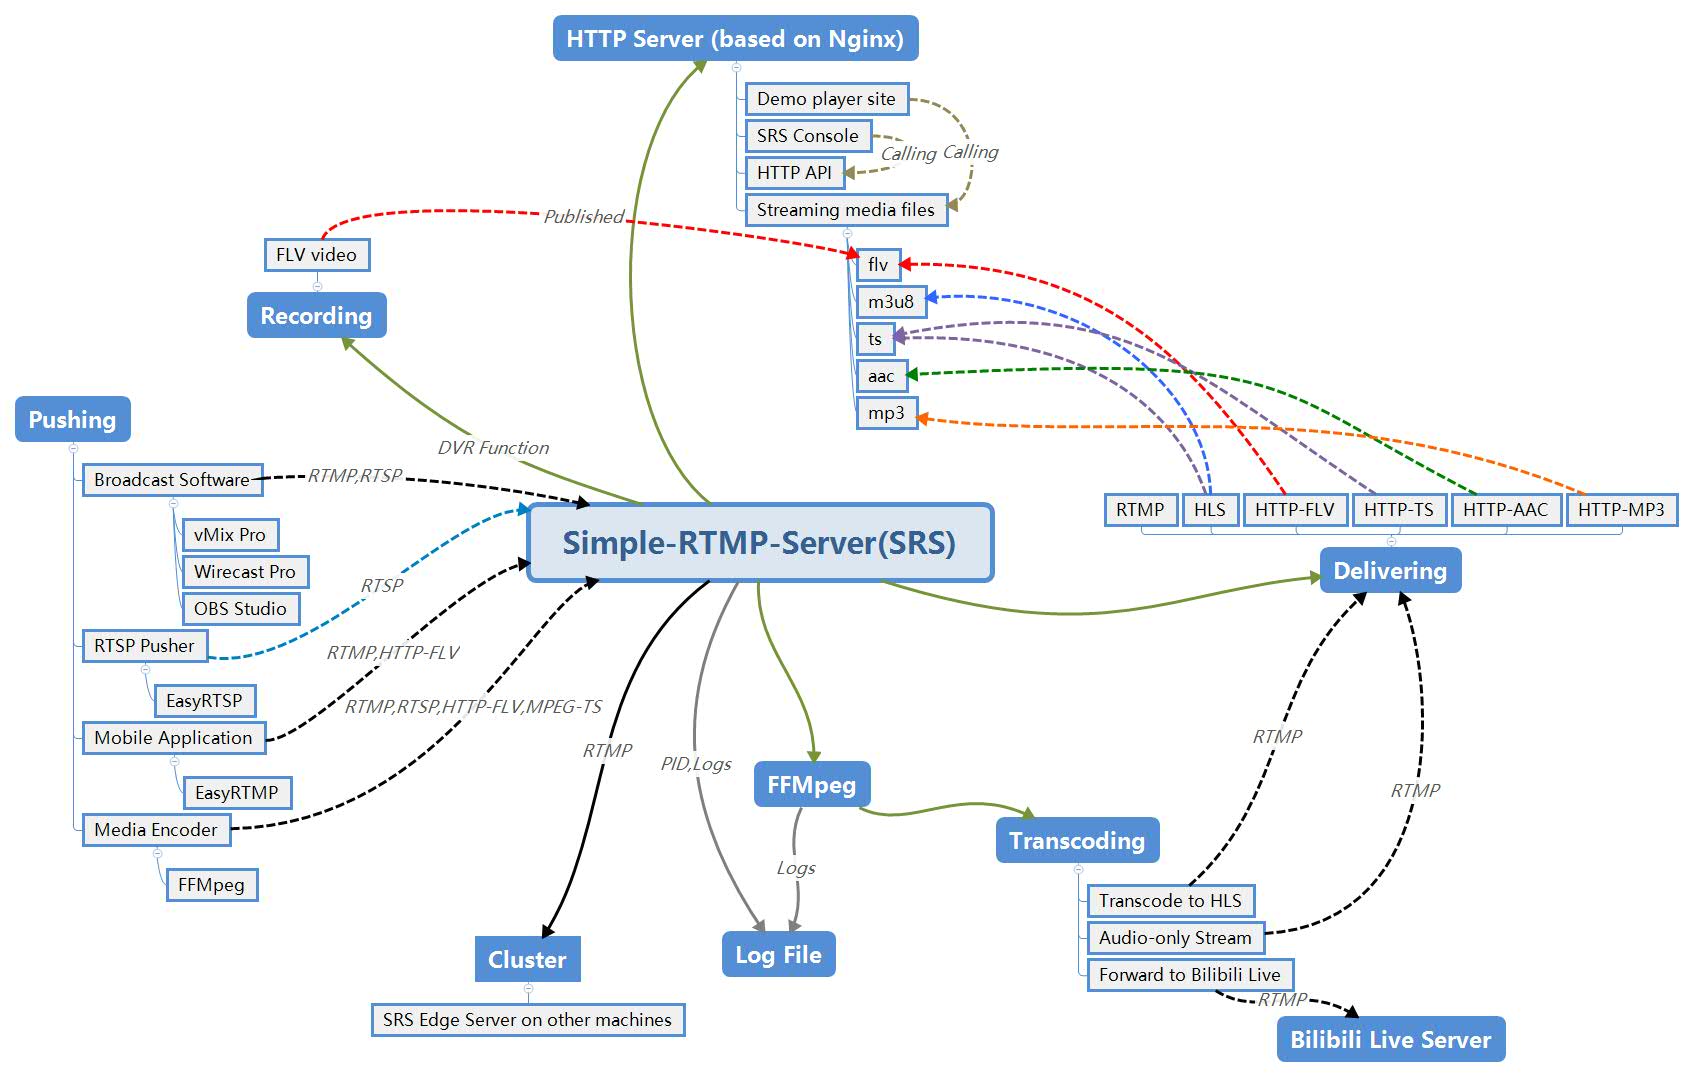 HTTP Server (based on Nginx)
Demo player site
SRS Console
Calling
Calling
HTTP API
Streaming media files
Published
FLV video
flv
Recording
m3u8
ts
aac
mp3
Pushing
DVR Function
Broadcast Software
RTMP,RTSP
vMix Pro
Wirecast Pro
OBS Studio
Simple-RTMP-Server(SRS)
RTMP
HLS
HTTP-FLV
HTTP-TS
HTTP-AAC
HTTP-MP3
Delivering
RTSP
RTSP Pusher
RTMP,HTTP-FLV
EasyRTSP
RTMP,RTSP,HTTP-FLV,MPEG-TS
Mobile Application
EasyRTMP
Media Encoder
FFMpeg
RTMP
PID,Logs
FFMpeg
RTMP
RTMP
Transcoding
Logs
Transcode to HLS
Audio-only Stream
Forward to Bilibili Live
RTMP
Cluster
Log File
SRS Edge Server on other machines
Bilibili Live Server